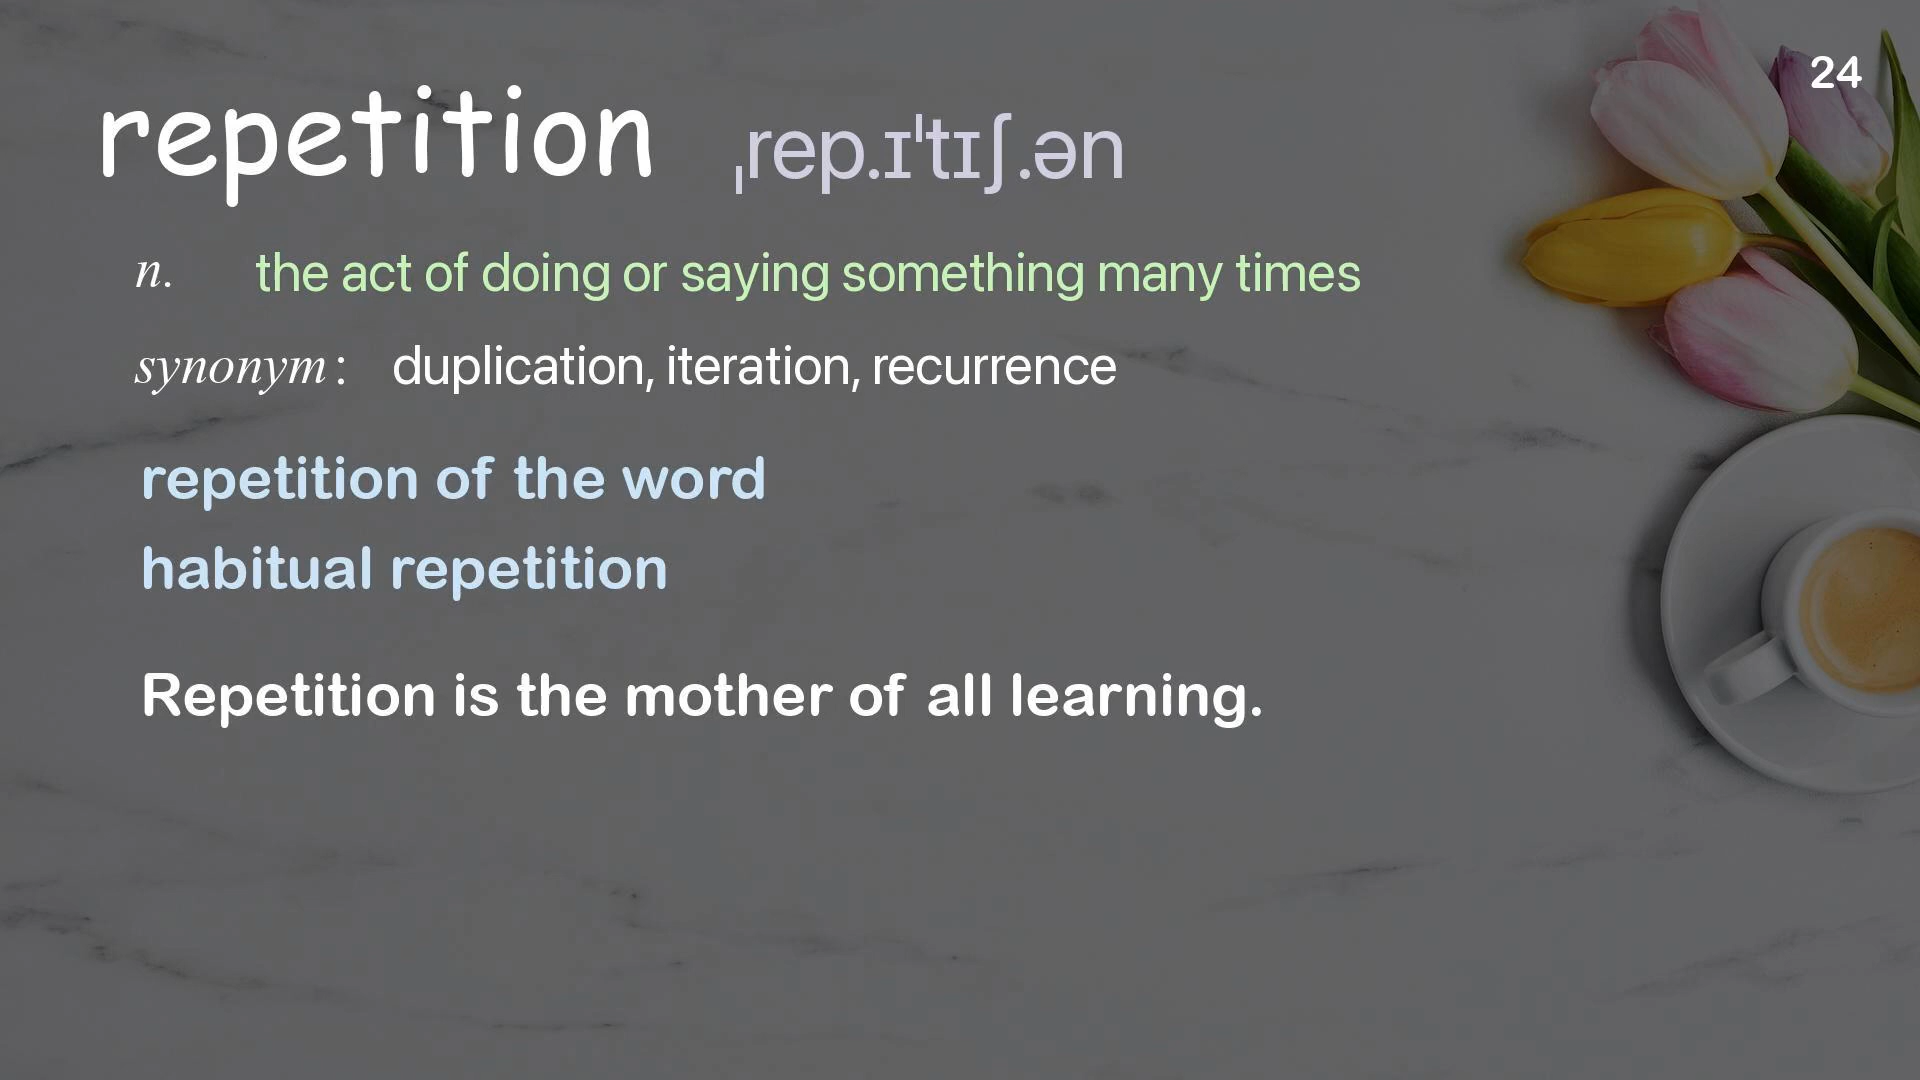 24
repetition ˌrep.ɪˈtɪʃ.ən
n. the act of doing or saying something many times
synonym : duplication, iteration, recurrence
repetition of the word
habitual repetition
Repetition is the mother of all learning.